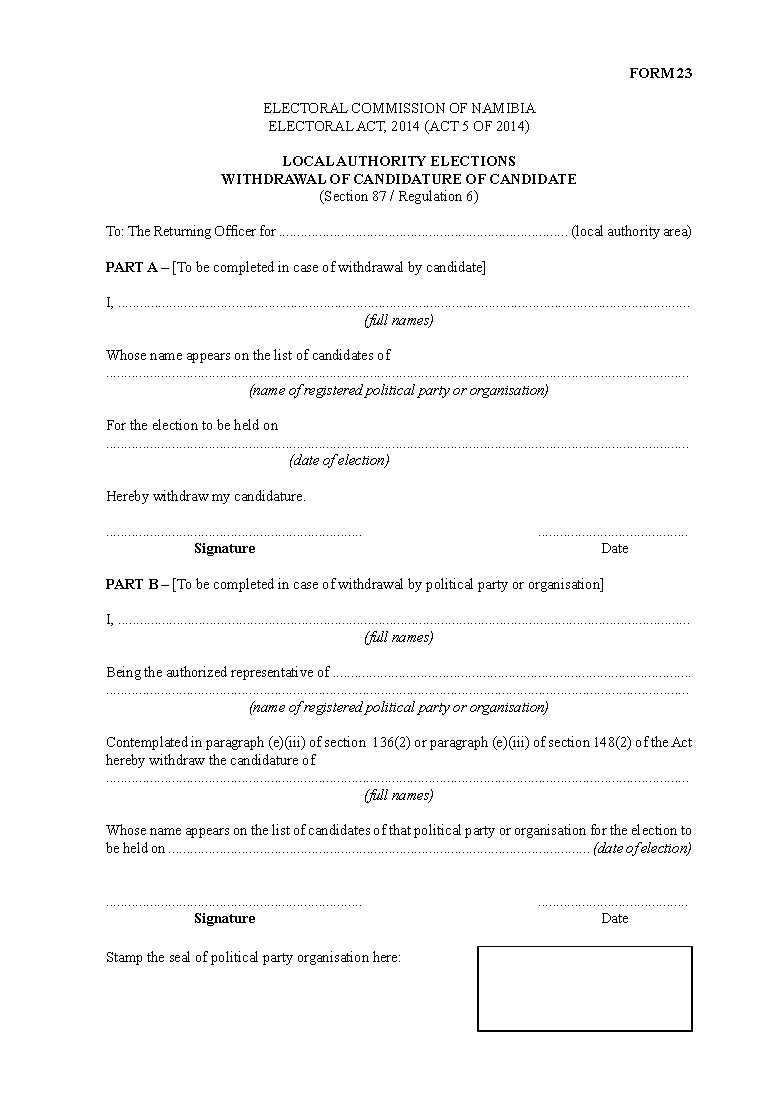 FORM 23
ELECTORAL COMMISSION OF NAMIBIA
ELECTORAL ACT, 2014 (ACT 5 OF 2014)
LOCAL AUTHORITY ELECTIONS
WITHDRAWAL OF CANDIDATURE OF CANDIDATE
(Section 87 / Regulation 6)
To: The Returning Officer for ............................................................................... (local authority area)
PART A – [To be completed in case of withdrawal by candidate]
I, ............................................................................................................................................................
(full names)
Whose name appears on the list of candidates of
................................................................................................................................................................
(name of registered political party or organisation)
For the election to be held on
................................................................................................................................................................
(date of election)
Hereby withdraw my candidature.
...................................................................... .........................................
Signature Date
PART B – [To be completed in case of withdrawal by political party or organisation]
I, ............................................................................................................................................................
(full names)
Being the authorized representative of ..................................................................................................
................................................................................................................................................................
(name of registered political party or organisation)
Contemplated in paragraph (e)(iii) of section 136(2) or paragraph (e)(iii) of section 148(2) of the Act
hereby withdraw the candidature of
................................................................................................................................................................
(full names)
Whose name appears on the list of candidates of that political party or organisation for the election to
be held on ................................................................................................................... (date of election)
...................................................................... .........................................
Signature Date
Stamp the seal of political party organisation here: